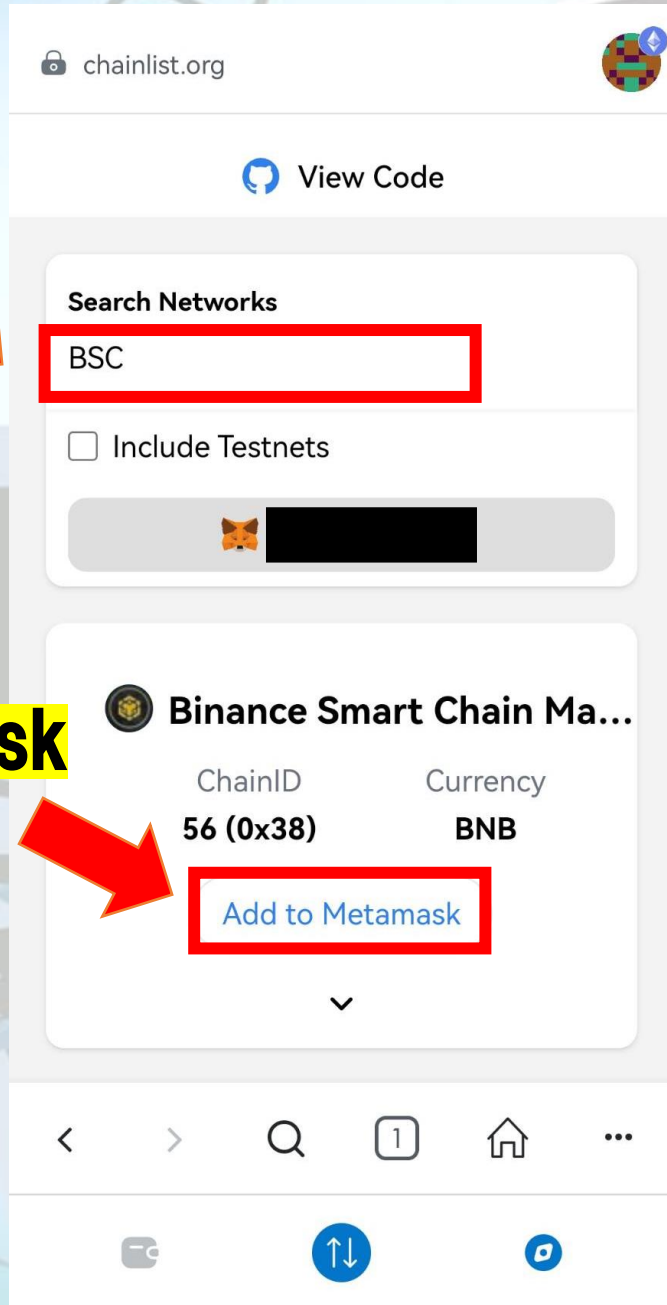 chainlist.org
View Code
Search Networks
BSC
Include Testnets
Binance Smart Chain Ma...
sk
ChainID Currency
56 (0x38) BNB
Add to Metamask
1